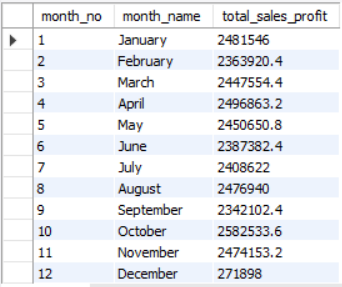 month_no month_name total_sales_profit
1 January 2481546
2 February 2363920.4
3 March 2447554.4
4 April 2496863.2
5 May 2450650.8
6 June 2387382.4
7 July 2408622
8 August 2476940
9 September 2342102.4
10 October 2582533.6
11 November 2474153.2
12 December 271898